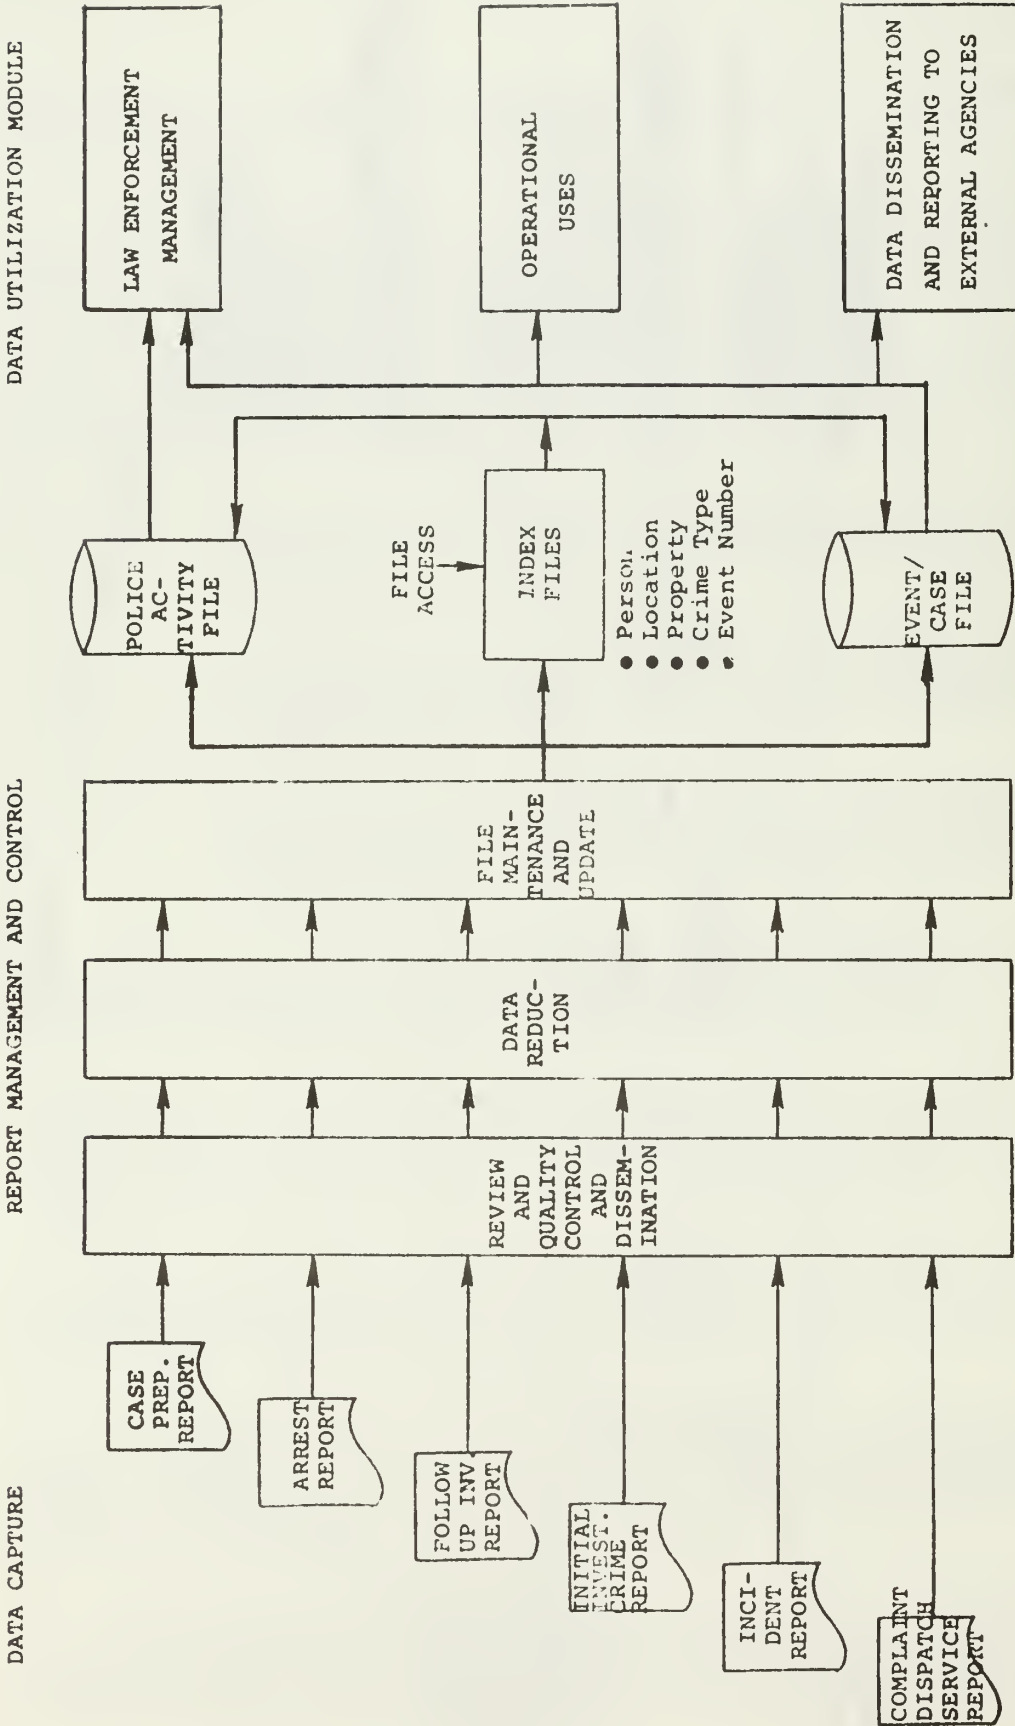 DATA CAPTURE
REPORT MANAGEMENT AND CONTROL
DATA UTILIZATION MODULE
CASE
PREP.
REPORT
ARREST
REPORT
FOLLOW
UP INV.
REPORT
INITIAL
INVEST.
CRIME
REPORT
INCI-
DENT
REPORT
COMPLAINT
DISPATCH
SERVICE
REPORT
REVIEW
AND
QUALITY
CONTROL
AND
DISSEM-
INATION
DATA
REDUC-
TION
FILE
MAIN-
TENANCE
AND
UPDATE
POLICE
AC-
TIVITY
FILE
FILE
ACCESS
INDEX
FILES
• Person
• Location
• Property
• Crime Type
• Event Number
EVENT/
CASE
FILE
LAW ENFORCEMENT
MANAGEMENT
OPERATIONAL
USES
DATA DISSEMINATION
AND REPORTING TO
EXTERNAL AGENCIES